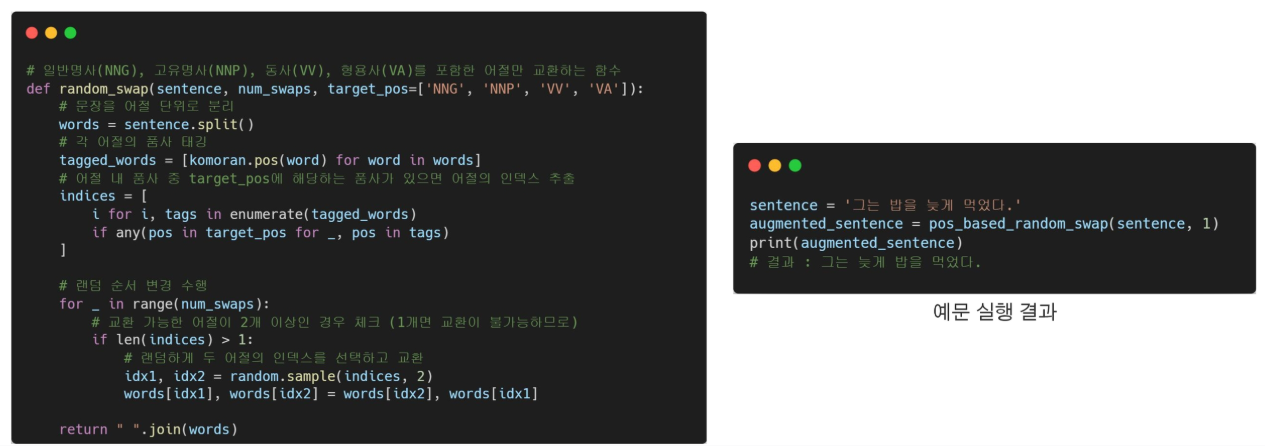 # 일반명사(NNG), 고유명사(NNP), 동사(VV), 형용사(VA)를 포함한 어절만 교환하는 함수
def random_swap(sentence, num_swaps, target_pos=['NNG', 'NNP', 'VV', 'VA']):
    # 문장을 어절 단위로 분리
    words = sentence.split()
    # 각 어절의 품사 태깅
    tagged_words = [komoran.pos(word) for word in words]
    # 어절 내 품사 중 target_pos에 해당하는 품사가 있으면 어절의 인덱스 추출
    indices = [
        i for i, tags in enumerate(tagged_words)
        if any(pos in target_pos for _, pos in tags)
    ]
    # 랜덤 순서 변경 수행
    for _ in range(num_swaps):
        # 교환 가능한 어절이 2개 이상인 경우 체크 (1개면 교환이 불가능하므로)
        if len(indices) > 1:
            # 랜덤하게 두 어절의 인덱스를 선택하고 교환
            idx1, idx2 = random.sample(indices, 2)
            words[idx1], words[idx2] = words[idx2], words[idx1]
    return " ".join(words)
sentence = '그는 밥을 늦게 먹었다.'
augmented_sentence = pos_based_random_swap(sentence, 1)
print(augmented_sentence)
# 결과 : 그는 늦게 밥을 먹었다.
예문 실행 결과